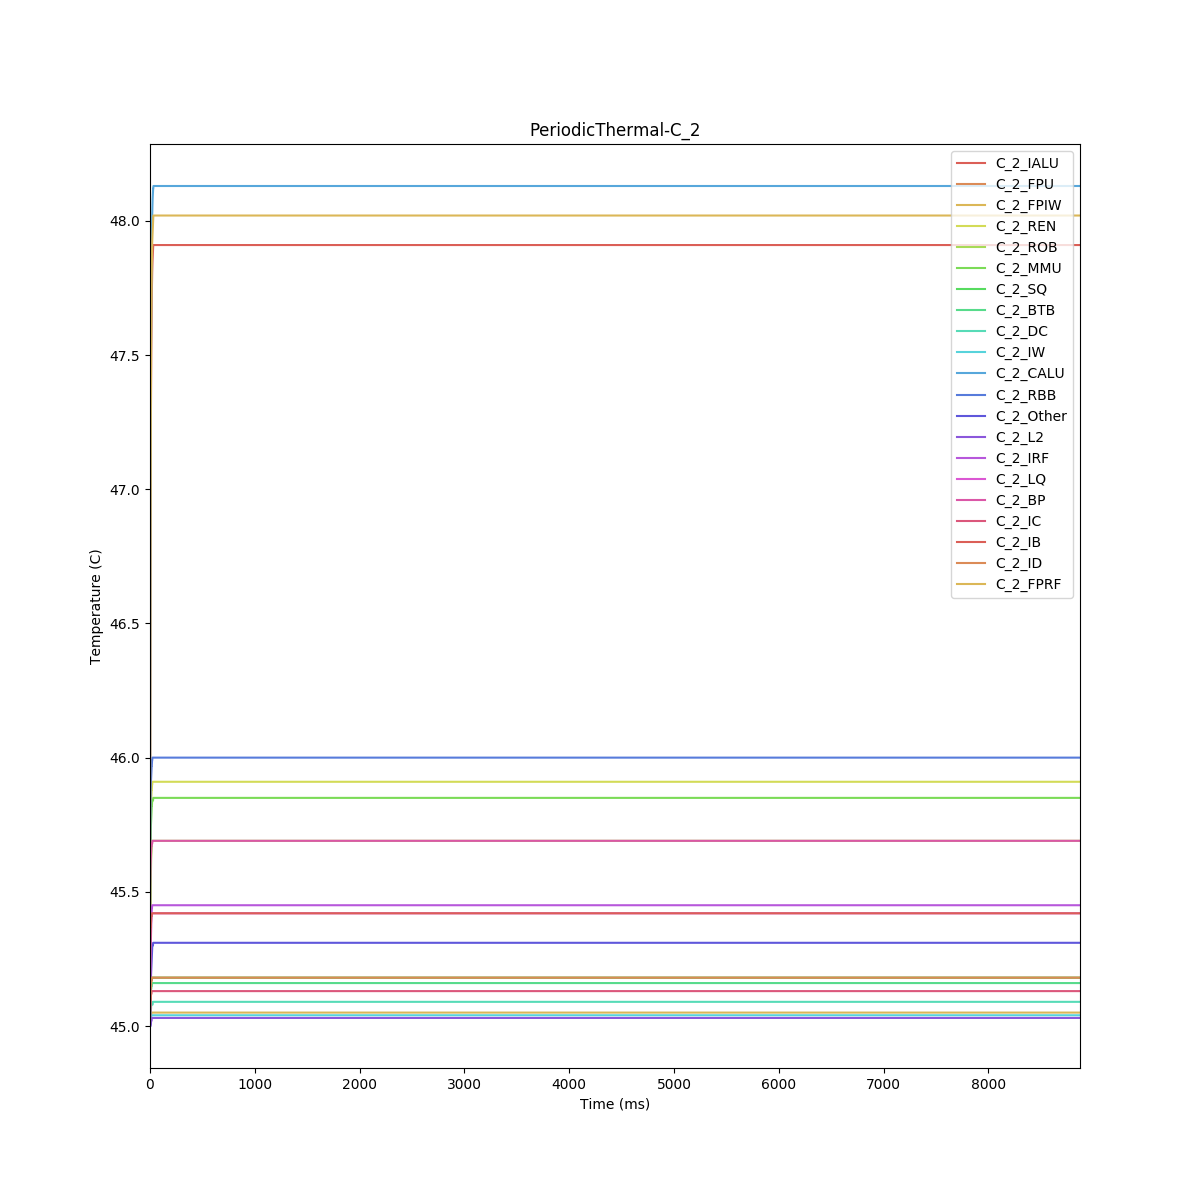 PeriodicThermal-C_2
C_2_IALU
C_2_FPU
C_2_FPIW
C_2_REN
C_2_ROB
C_2_MMU
C_2_SQ
C_2_BTB
C_2_DC
C_2_IW
C_2_CALU
C_2_RBB
C_2_Other
C_2_L2
C_2_IRF
C_2_LQ
C_2_BP
C_2_IC
C_2_IB
C_2_ID
C_2_FPRF
48.0
47.5
47.0
46.5
46.0
45.5
45.0
Temperature (C)
0 1000 2000 3000 4000 5000 6000 7000 8000
Time (ms)